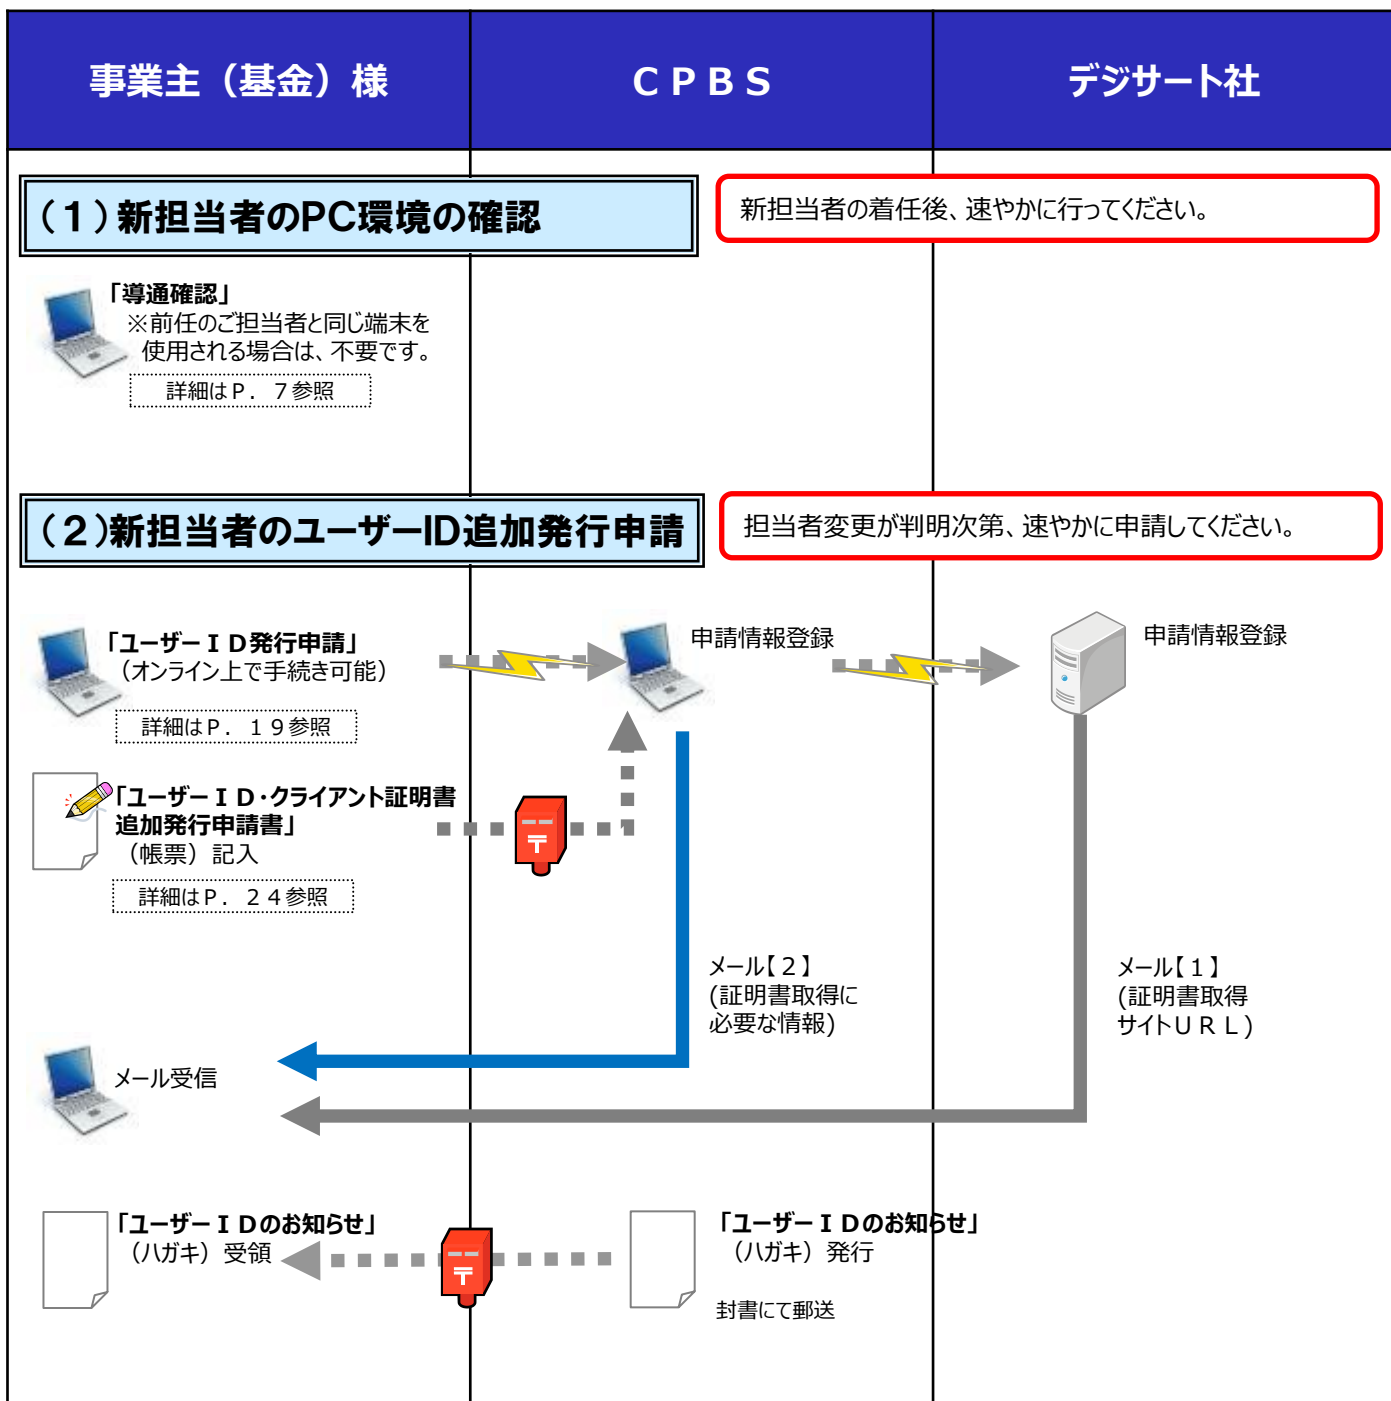 事業主（基金）様
ＣＰＢＳ
デジサート社
（１）新担当者のPC環境の確認
新担当者の着任後、速やかに行ってください。
「導通確認」
※前任のご担当者と同じ端末を
使用される場合は、不要です。
詳細はＰ．７参照
（２）新担当者のユーザーID追加発行申請
担当者変更が判明次第、速やかに申請してください。
「ユーザーＩＤ発行申請」
（オンライン上で手続き可能）
詳細はＰ．１９参照
申請情報登録
申請情報登録
「ユーザーＩＤ・クライアント証明書
追加発行申請書」
（帳票）記入
詳細はＰ．２４参照
〒
メール【２】
(証明書取得に
必要な情報)
メール【１】
(証明書取得
サイトＵＲＬ)
メール受信
「ユーザーＩＤのお知らせ」
（ハガキ）受領
〒
「ユーザーＩＤのお知らせ」
（ハガキ）発行
封書にて郵送